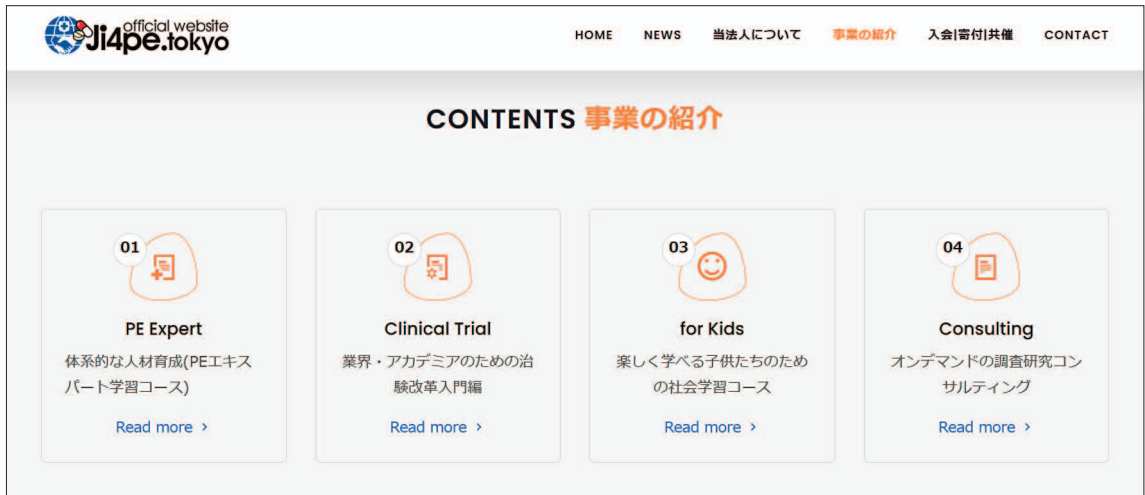 official website
Ji4pe.tokyo
HOME NEWS 当法人について 事業の紹介 入会|寄付|共催 CONTACT
CONTENTS 事業の紹介
01
PE Expert
体系的な人材育成(PEエキス
パート学習コース)
Read more >
02
Clinical Trial
業界・アカデミアのための治
験改革入門編
Read more >
03
for Kids
楽しく学べる子供たちのため
の社会学習コース
Read more >
04
Consulting
オンデマンドの調査研究コン
サルティング
Read more >